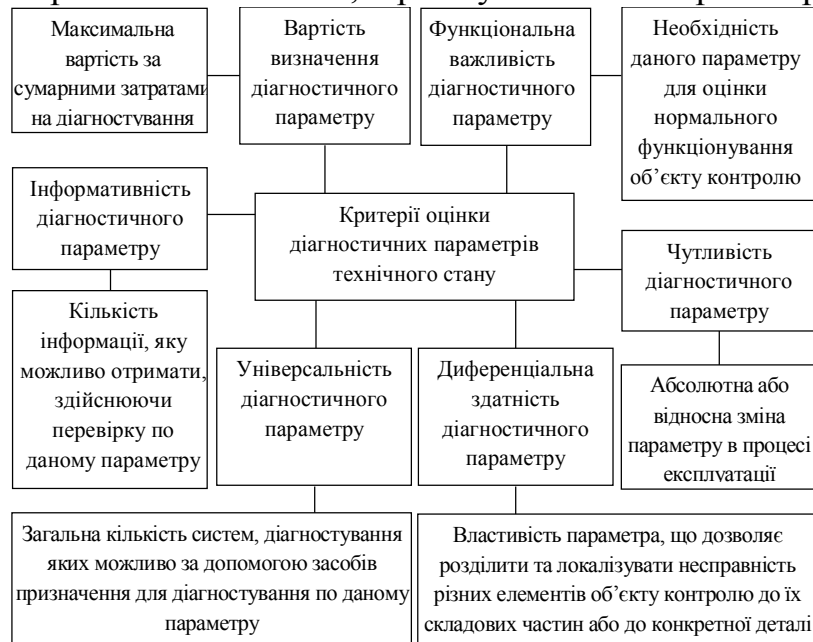 Максимальна
вартість за
сумарними затратами
на діагностування
Вартість
визначення
діагностичного
параметру
Функціональна
важливість
діагностичного
параметру
Необхідність
даного параметру
для оцінки
нормального
функціонування
об’єкту контролю
Інформативність
діагностичного
параметру
Критерії оцінки
діагностичних параметрів
технічного стану
Чутливість
діагностичного
параметру
Кількість
інформації, яку
можливо отримати,
здійснюючи
перевірку по
даному параметру
Універсальність
діагностичного
параметру
Диференціальна
здатність
діагностичного
параметру
Абсолютна або
відносна зміна
параметру в процесі
експлуатації
Загальна кількість систем, діагностування
яких можливо за допомогою засобів
призначення для діагностування по даному
параметру
Властивість параметра, що дозволяє
розділити та локалізувати несправність
різних елементів об’єкту контролю до їх
складових частин або до конкретної деталі